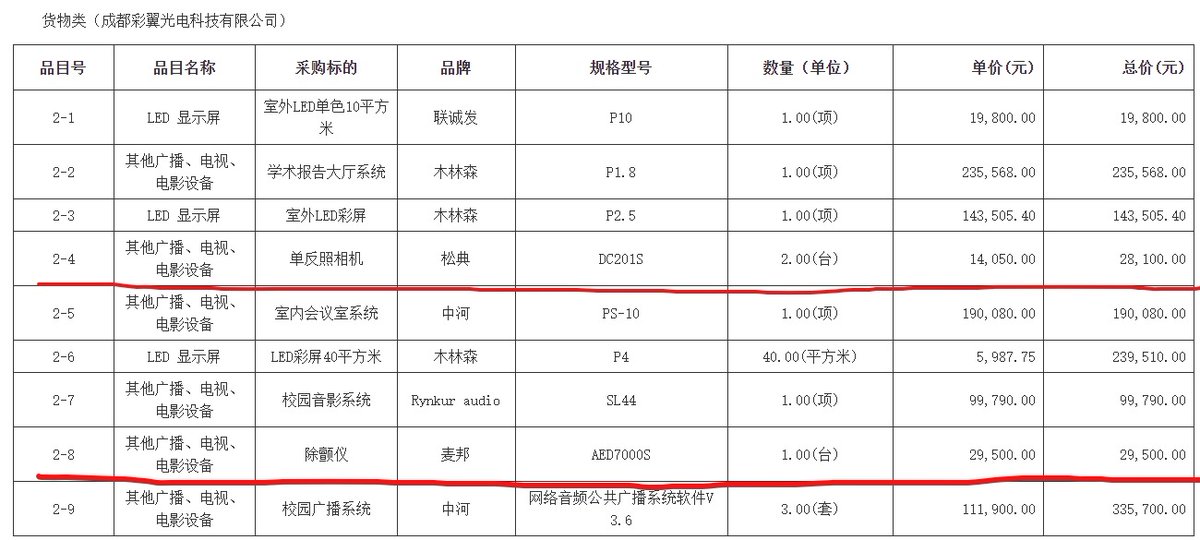 货物类（成都彩翼光电科技有限公司）
品目号 品目名称 采购标的 品牌 规格型号 数量（单位） 单价(元) 总价(元)
2-1 LED 显示屏 室外LED单色10平方米 联诚发 P10 1.00(项) 19,800.00 19,800.00
2-2 其他广播、电视、电影设备 学术报告大厅系统 木林森 P1.8 1.00(项) 235,568.00 235,568.00
2-3 LED 显示屏 室外LED彩屏 木林森 P2.5 1.00(项) 143,505.40 143,505.40
2-4 其他广播、电视、电影设备 单反照相机 松典 DC201S 2.00(台) 14,050.00 28,100.00
2-5 其他广播、电视、电影设备 室内会议室系统 中河 PS-10 1.00(项) 190,080.00 190,080.00
2-6 LED 显示屏 LED彩屏40平方米 木林森 P4 40.00(平方米) 5,987.75 239,510.00
2-7 其他广播、电视、电影设备 校园音影系统 Rynkur audio SL44 1.00(项) 99,790.00 99,790.00
2-8 其他广播、电视、电影设备 除颤仪 麦邦 AED7000S 1.00(台) 29,500.00 29,500.00
2-9 其他广播、电视、电影设备 校园广播系统 中河 网络音频公共广播系统软件V3.6 3.00(套) 111,900.00 335,700.00